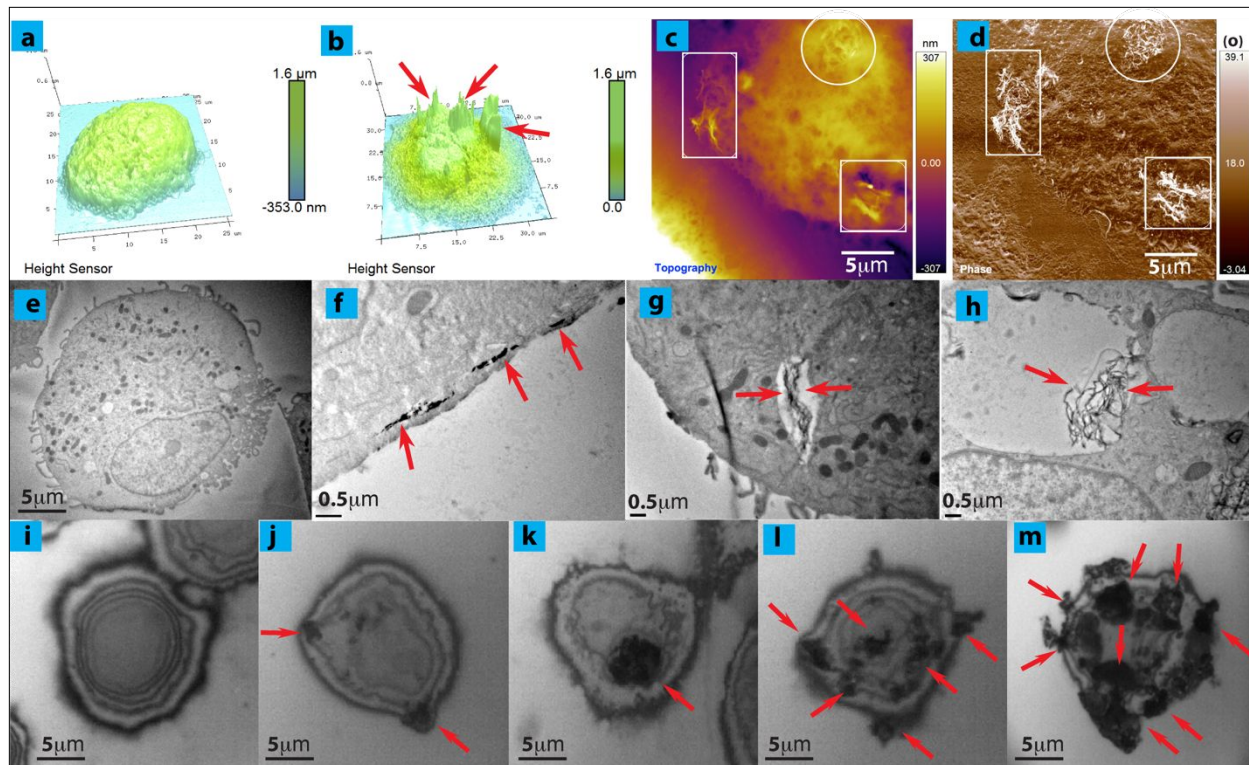 a
1.6 µm
-353.0 nm
Height Sensor
b
1.6 µm
0.0
Height Sensor
c
nm
307
0.00
-307
Topography
5µm
d
(o)
39.1
18.0
-3.04
Phase
5µm
e
5µm
f
0.5µm
g
0.5µm
h
0.5µm
i
5µm
j
5µm
k
5µm
l
5µm
m
5µm